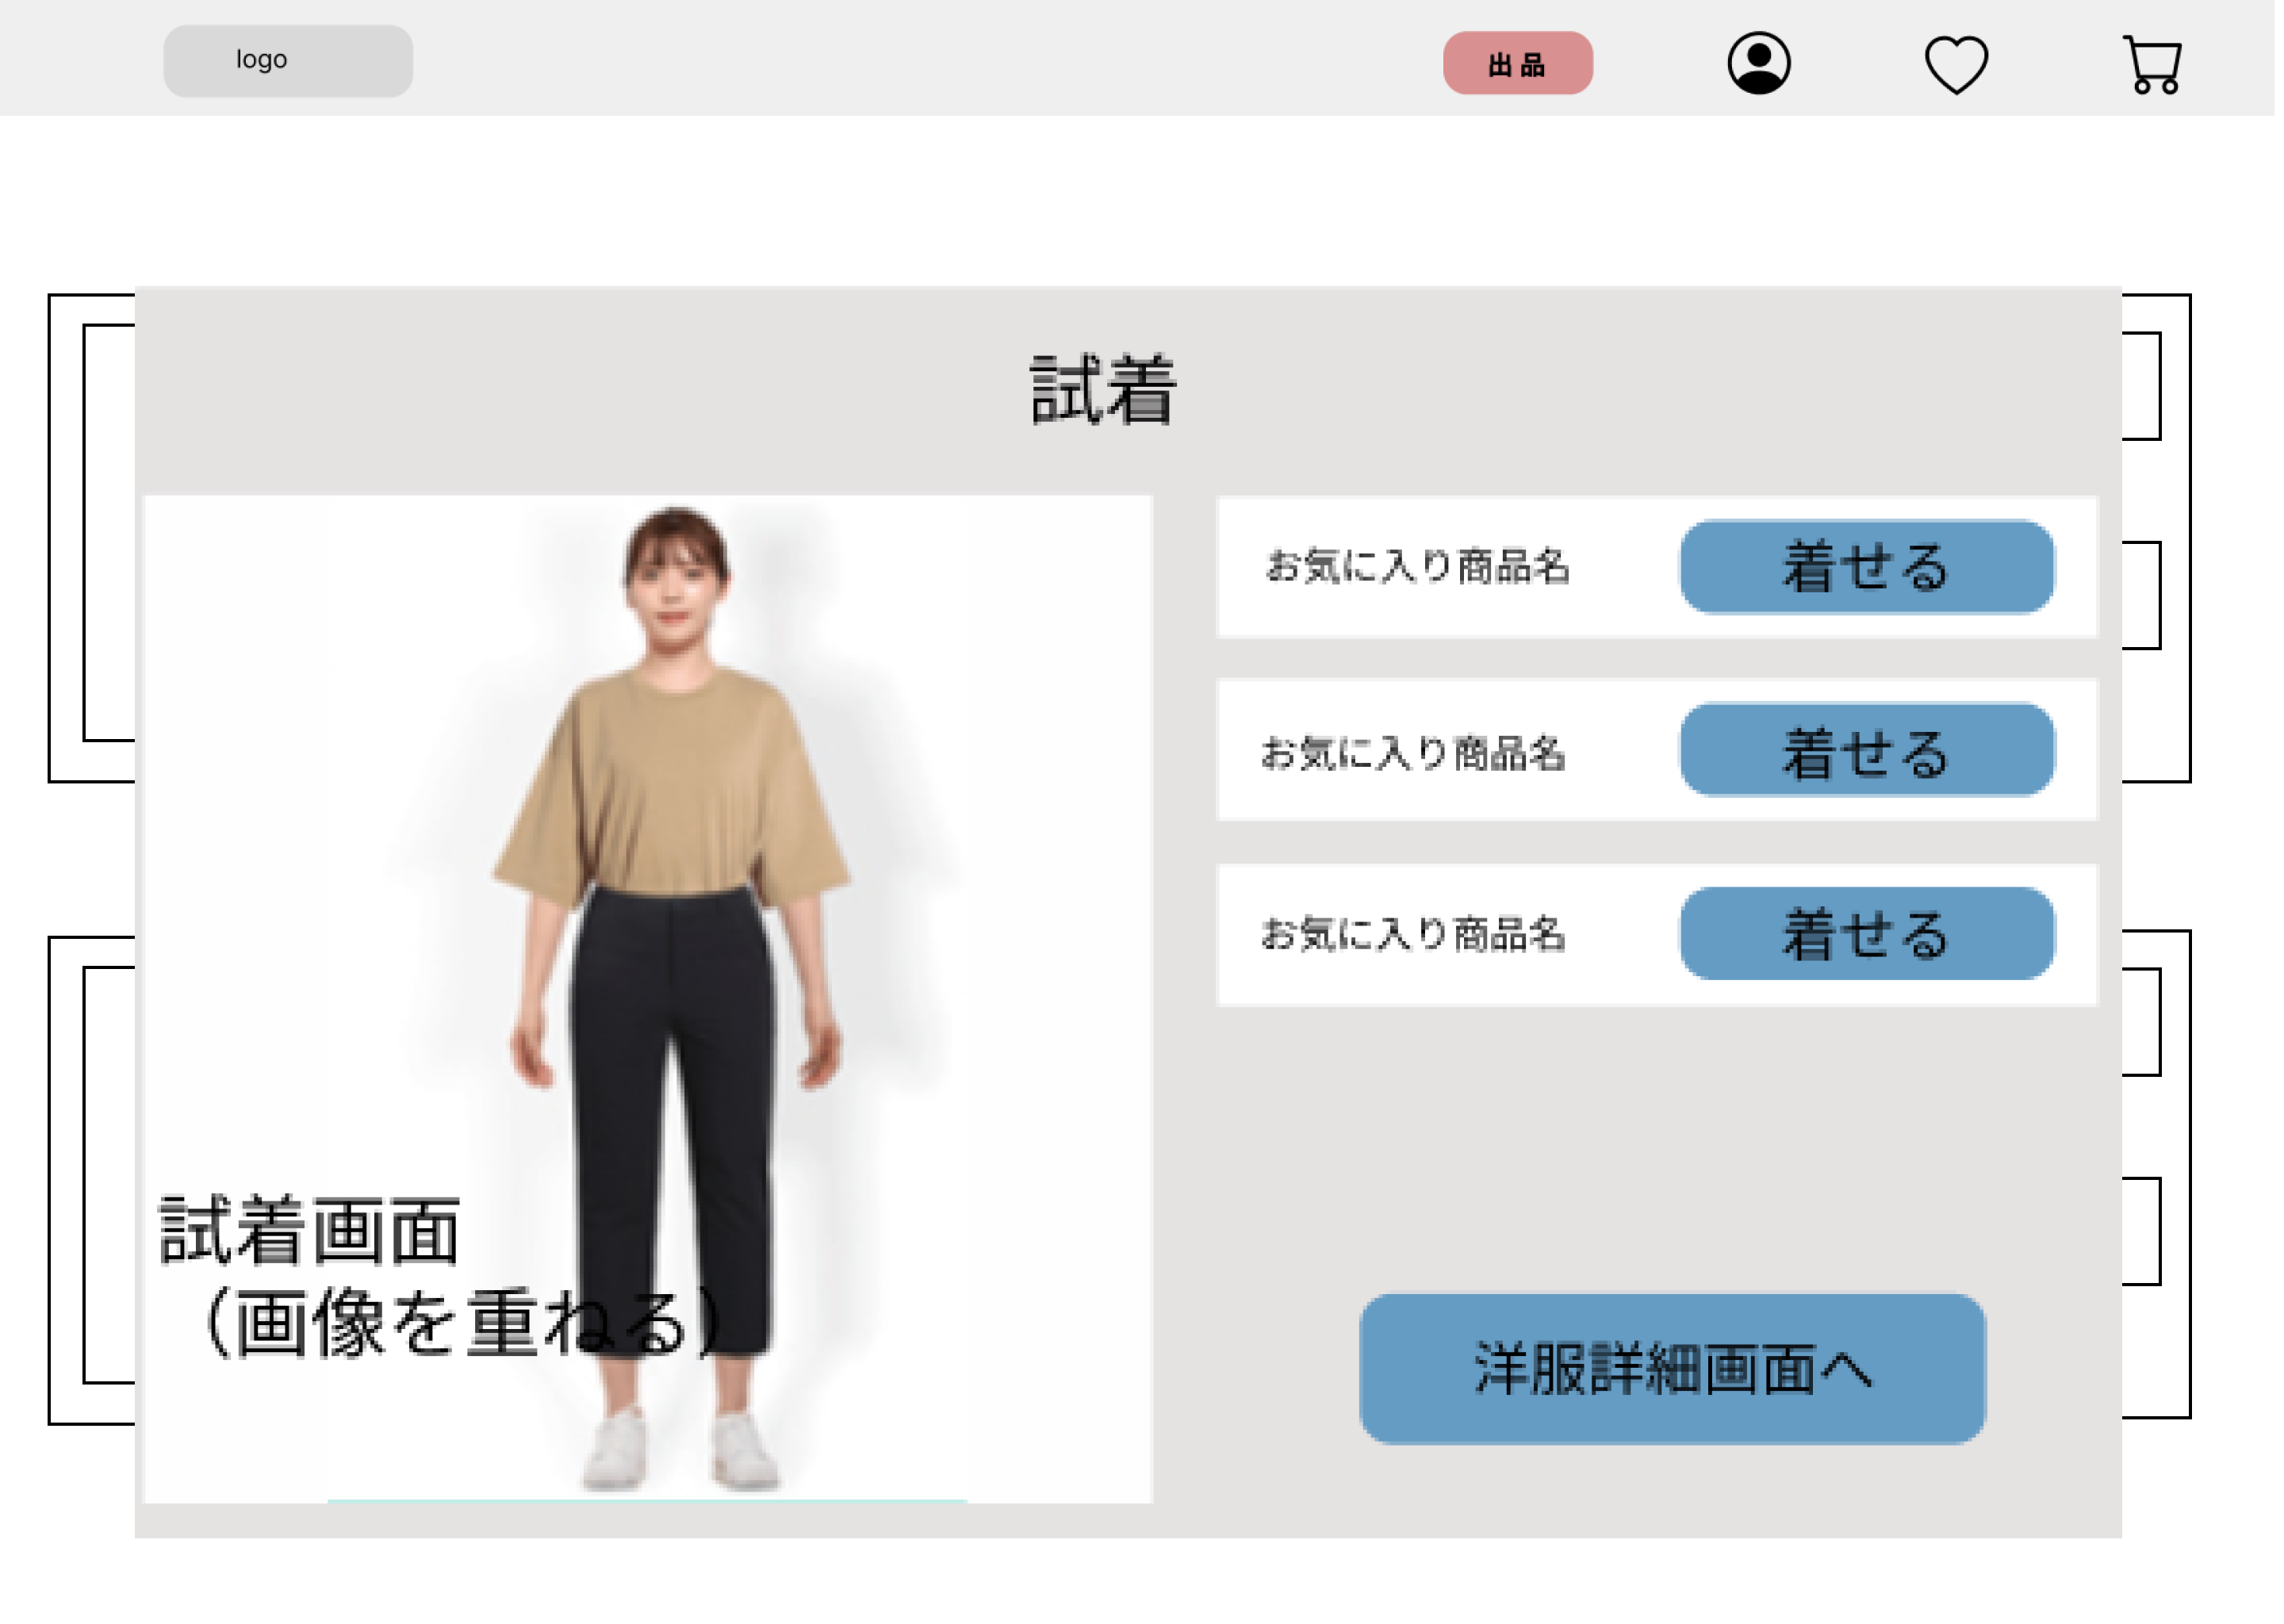 logo
出品
試着
お気に入り商品名
着せる
お気に入り商品名
着せる
お気に入り商品名
着せる
試着画面
（画像を重ねる）
洋服詳細画面へ